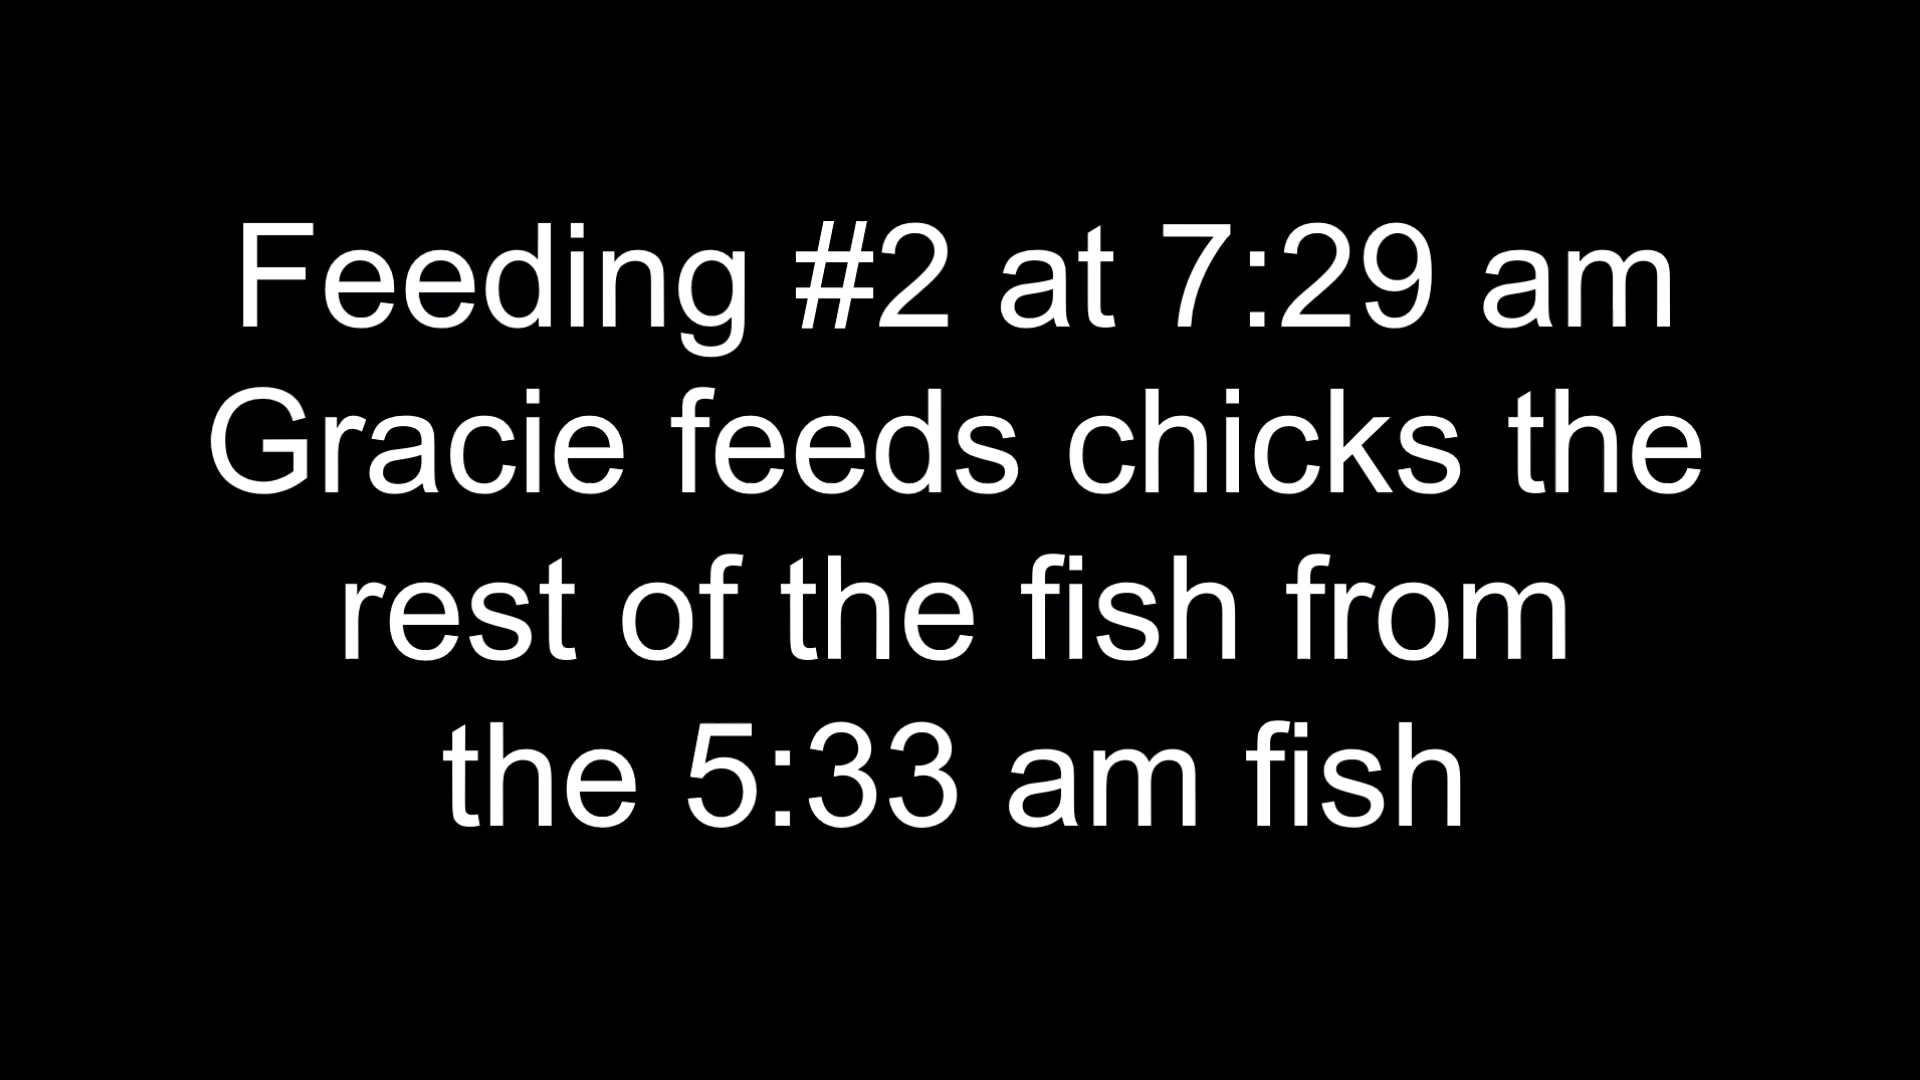 Feeding #2 at 7:29 am
Gracie feeds chicks the
rest of the fish from
the 5:33 am fish